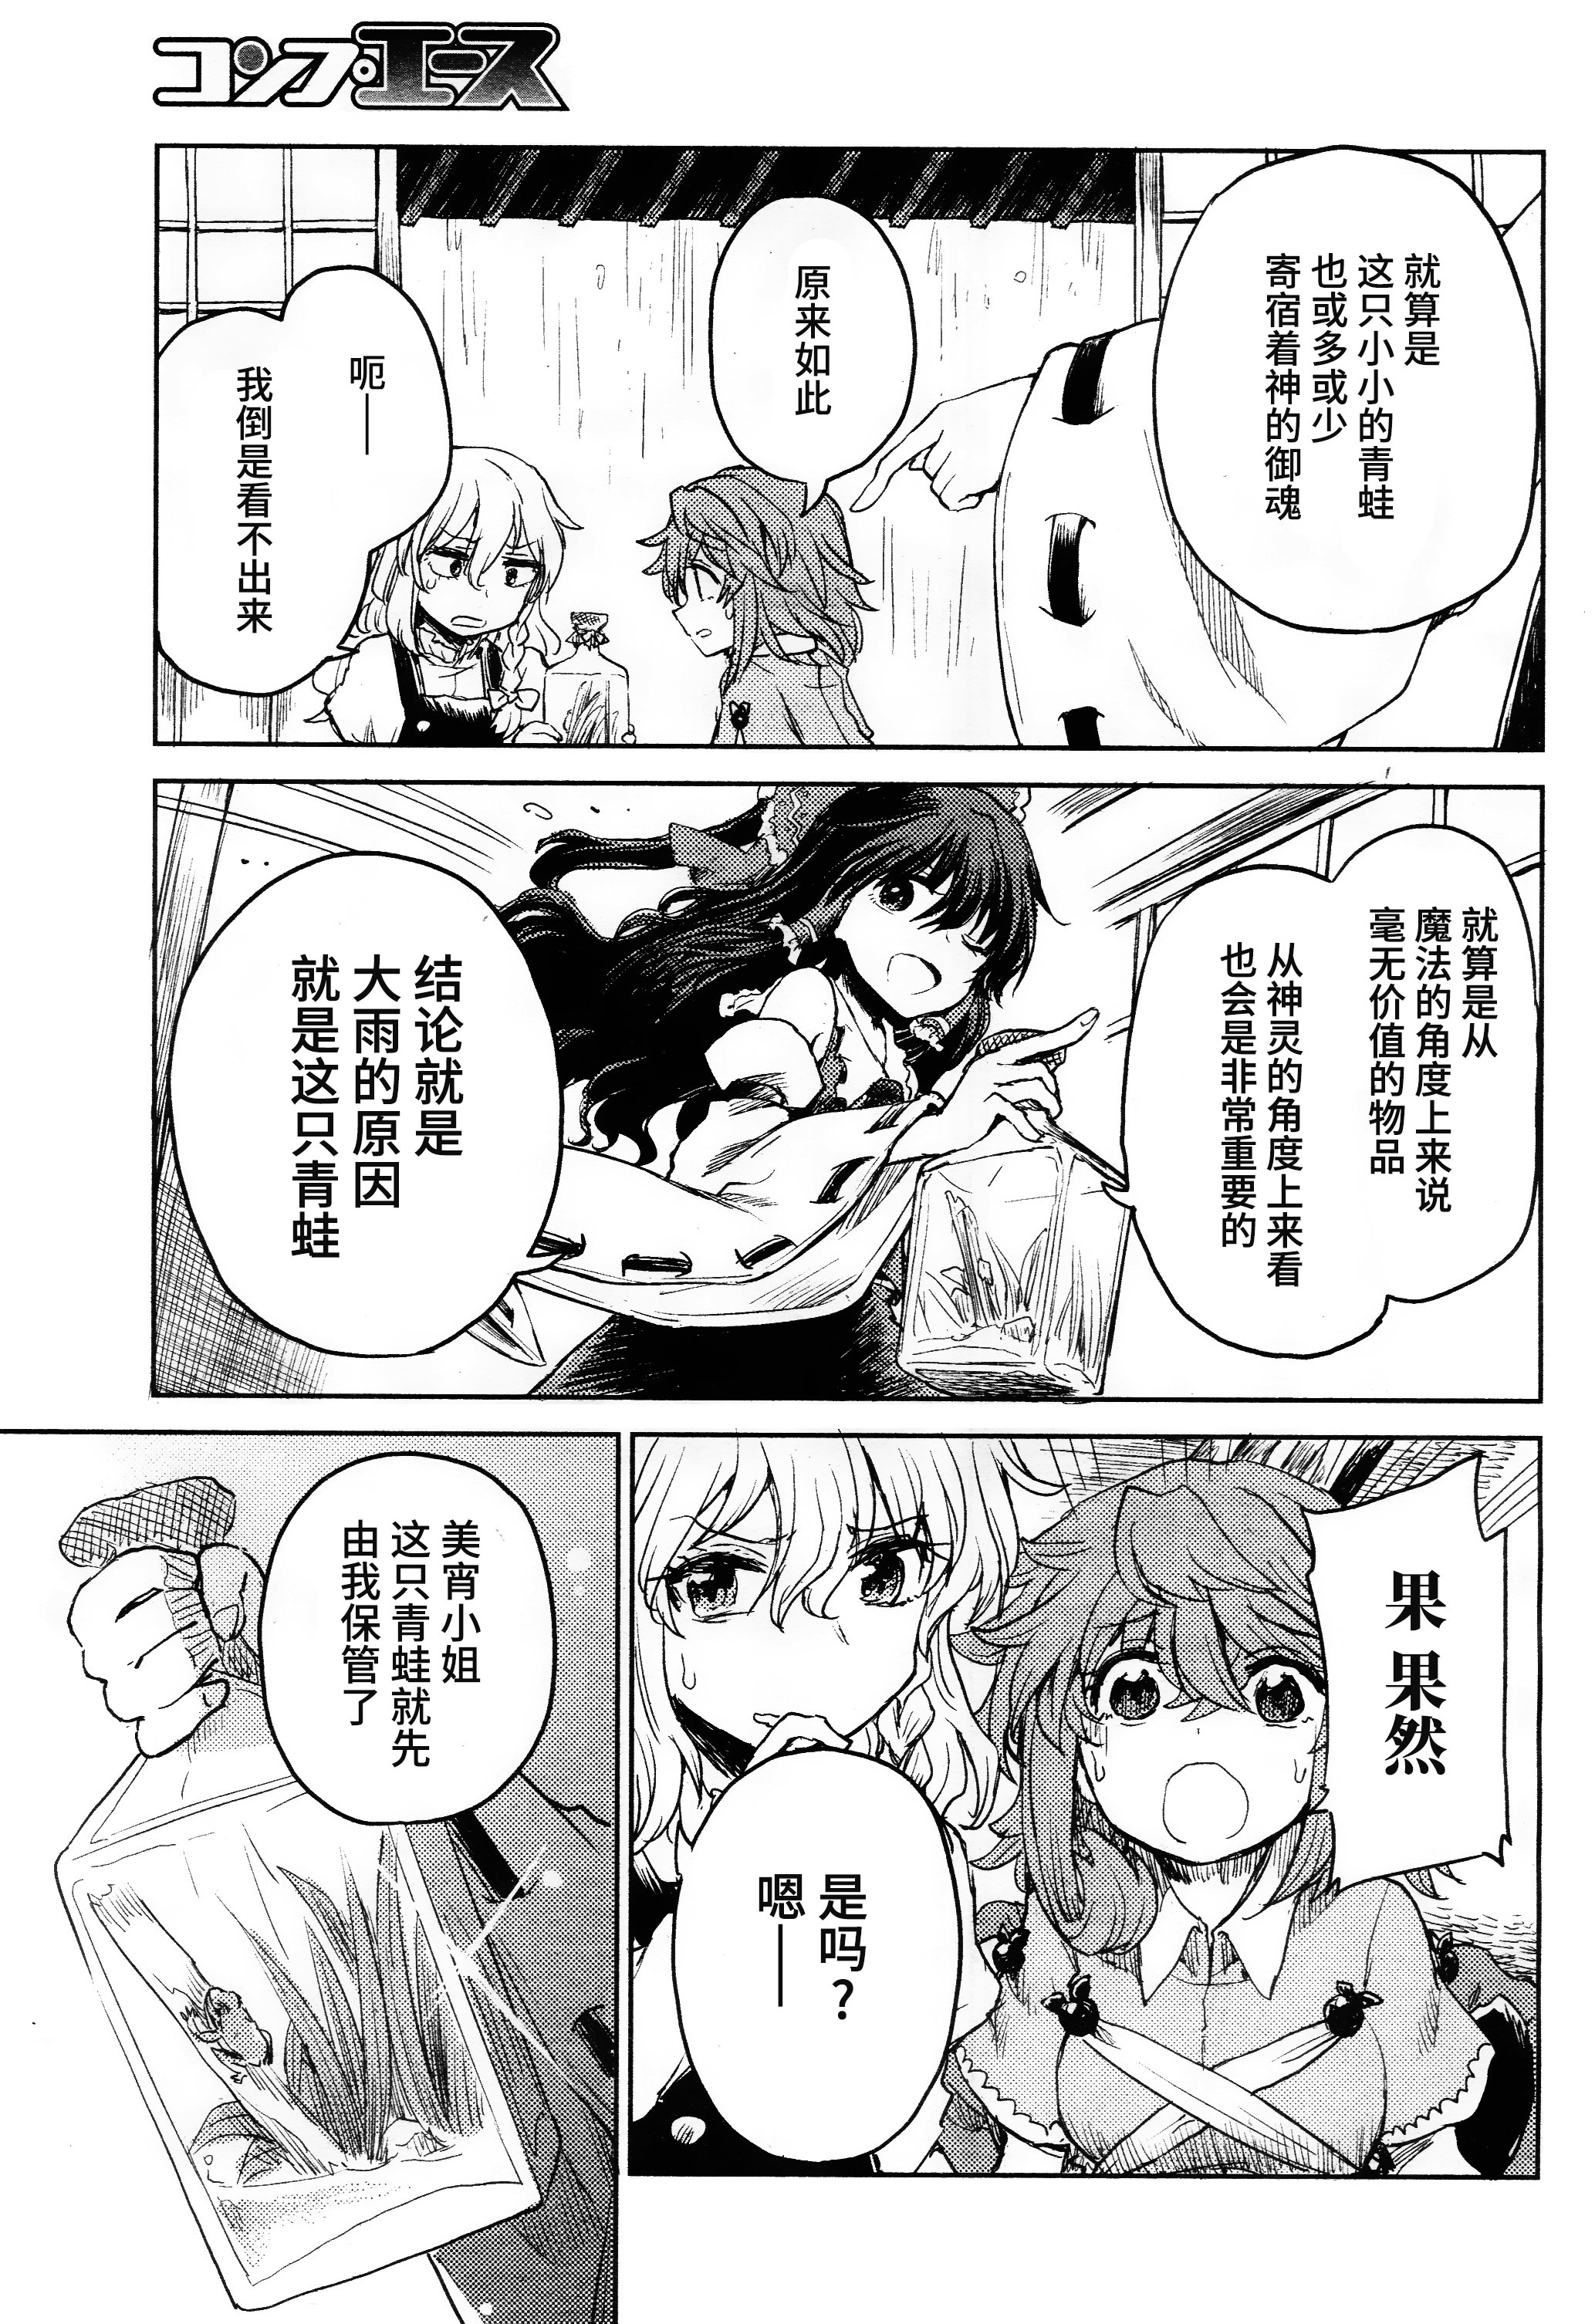 コンプ・エース
就算是
这只小小的青蛙
也或多或少
寄宿着神的御魂
原来如此
呃——
我倒是看不出来
就算是从
魔法的角度上来说
毫无价值的物品
从神灵的角度上来看
也会是非常重要的
结论就是
大雨的原因
就是这只青蛙
果 果然
是吗?
嗯——
美宵小姐
这只青蛙就先
由我保管了